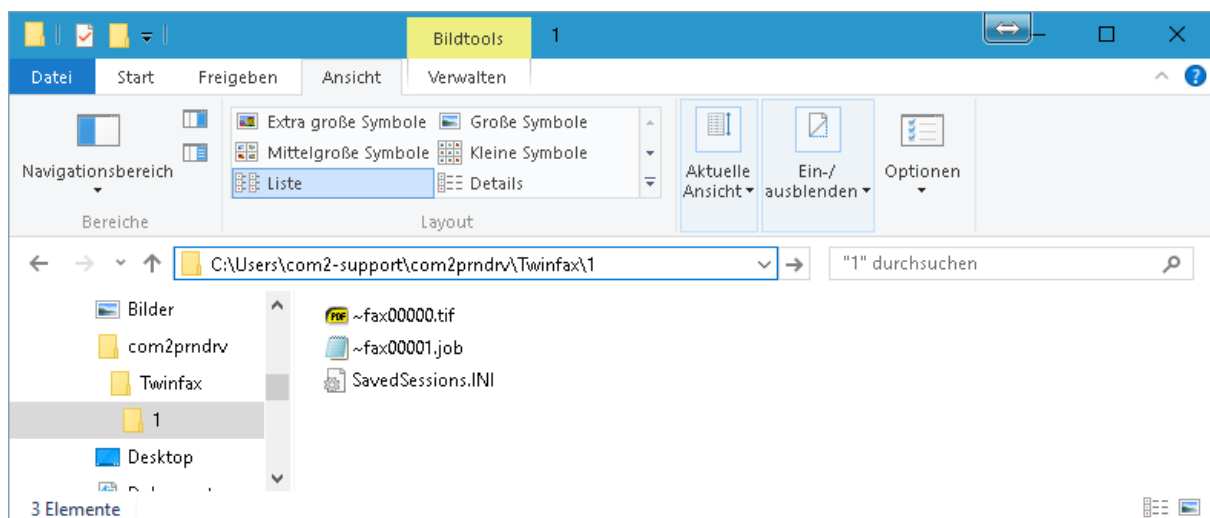 Bildtools 1
Datei Start Freigeben Ansicht Verwalten
Extra große Symbole Große Symbole
Mittelgroße Symbole Kleine Symbole
Liste Details
Navigationsbereich
Aktuelle Ansicht
Ein-/ausblenden
Optionen
Bereiche Layout
C:\Users\com2-support\com2prndrv\Twinfax\1 "1" durchsuchen
Bilder
com2prndrv
Twinfax
1
Desktop
~fax00000.tif
~fax00001.job
SavedSessions.INI
3 Elemente